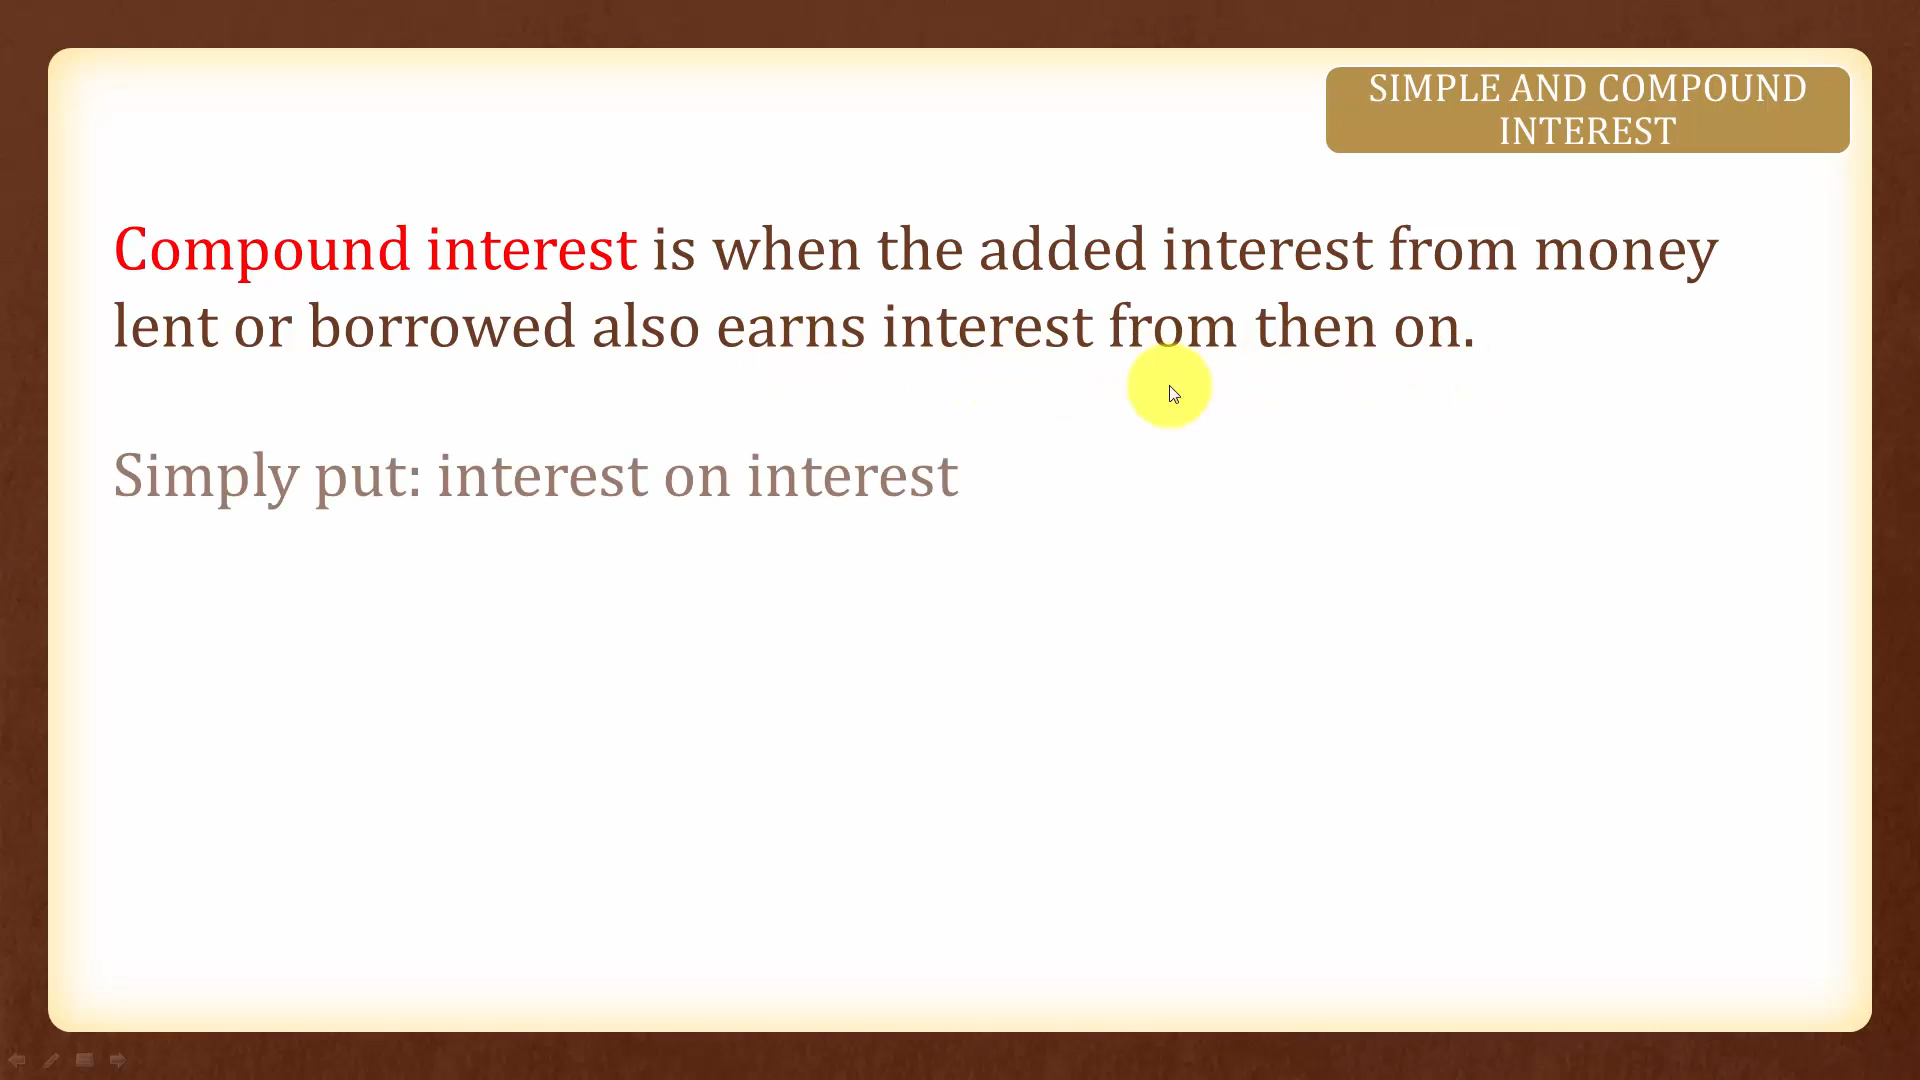 SIMPLE AND COMPOUND
INTEREST
Compound interest is when the added interest from money
lent or borrowed also earns interest from then on.
Simply put: interest on interest